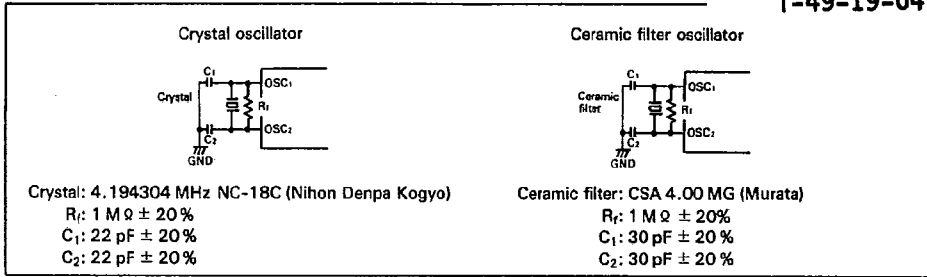 T-49-19-04
Crystal oscillator
C₁
OSC₁
Crystal
Rf
OSC₂
C₂
GND
Crystal: 4.194304 MHz NC-18C (Nihon Denpa Kogyo)
Rf: 1 MΩ ± 20%
C₁: 22 pF ± 20%
C₂: 22 pF ± 20%
Ceramic filter oscillator
C₁
OSC₁
Ceramic
filter
Rf
OSC₂
C₂
GND
Ceramic filter: CSA 4.00 MG (Murata)
Rf: 1 MΩ ± 20%
C₁: 30 pF ± 20%
C₂: 30 pF ± 20%